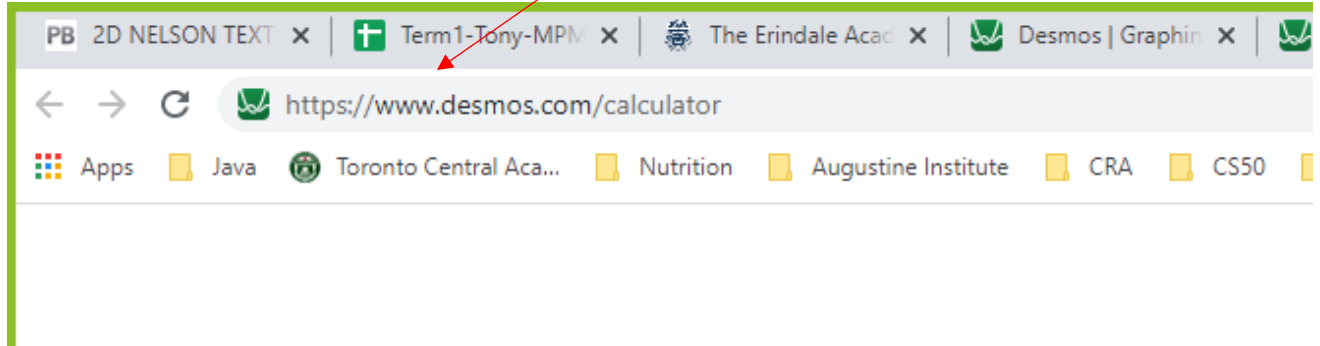 PB 2D NELSON TEXT Term1-Tony-MPM The Erindale Acad Desmos | Graphin
https://www.desmos.com/calculator
Apps Java Toronto Central Aca... Nutrition Augustine Institute CRA CS50